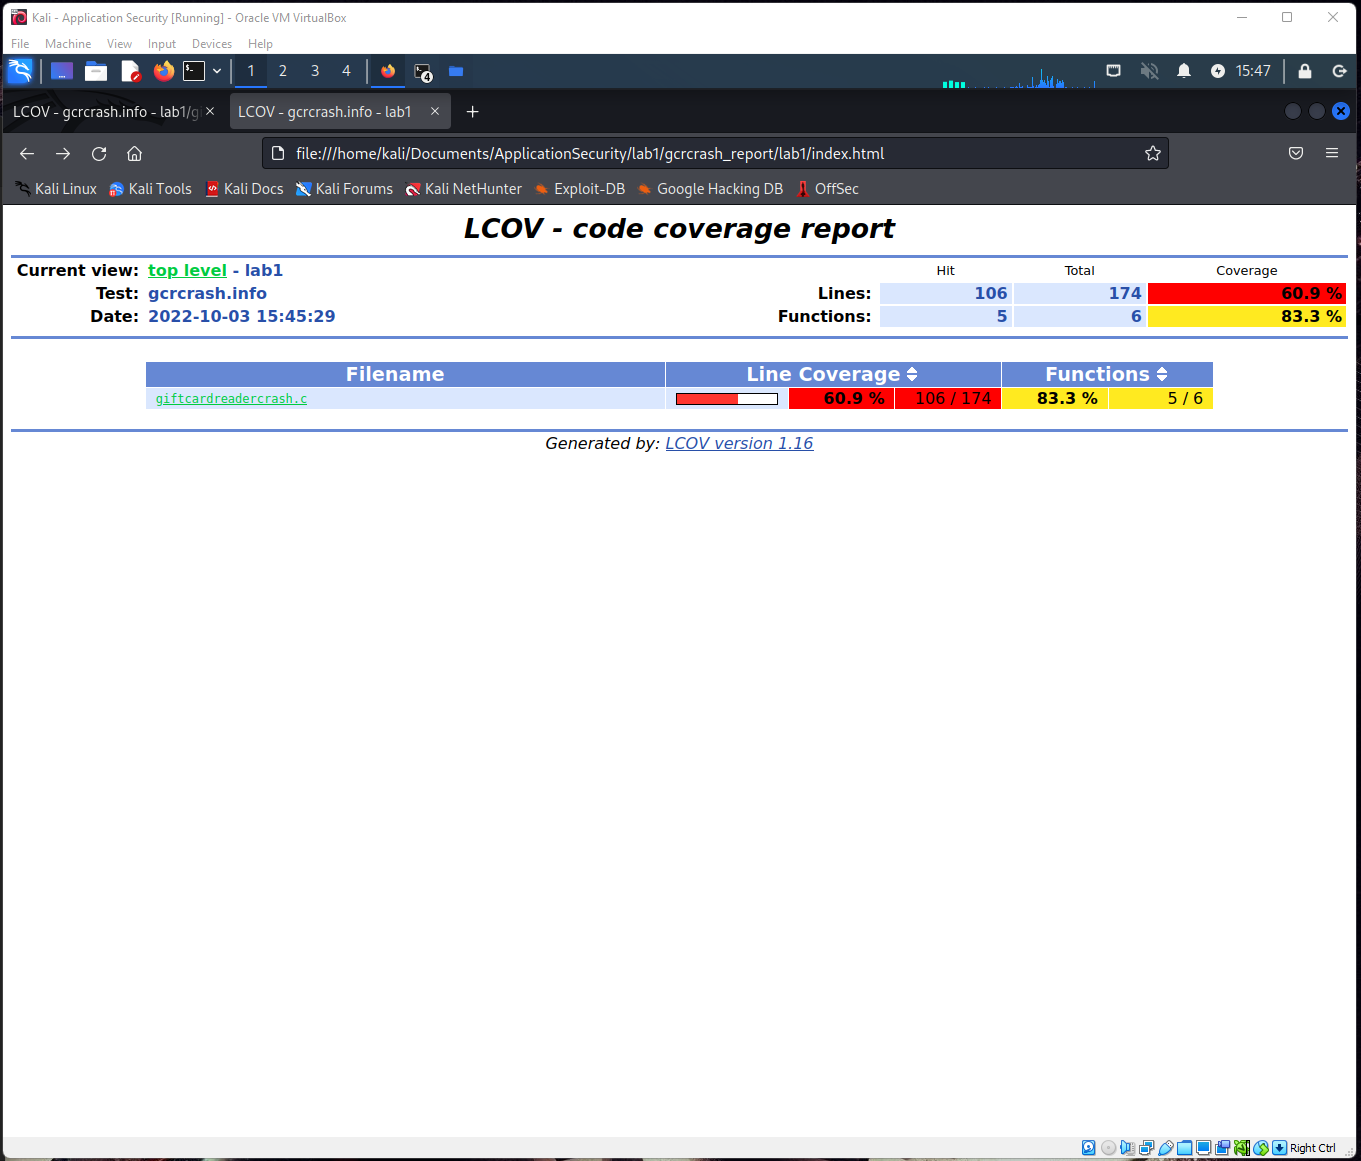 Kali - Application Security [Running] - Oracle VM VirtualBox
File Machine View Input Devices Help
1 2 3 4 4 15:47
LCOV - gcrcrash.info - lab1/gi LCOV - gcrcrash.info - lab1
file:///home/kali/Documents/ApplicationSecurity/lab1/gcrcrash_report/lab1/index.html
Kali Linux Kali Tools Kali Docs Kali Forums Kali NetHunter Exploit-DB Google Hacking DB OffSec
LCOV - code coverage report
Current view: top level - lab1 Hit Total Coverage
Test: gcrcrash.info Lines: 106 174 60.9 %
Date: 2022-10-03 15:45:29 Functions: 5 6 83.3 %
Filename Line Coverage Functions
giftcardreadercrash.c 60.9 % 106 / 174 83.3 % 5 / 6
Generated by: LCOV version 1.16
Right Ctrl